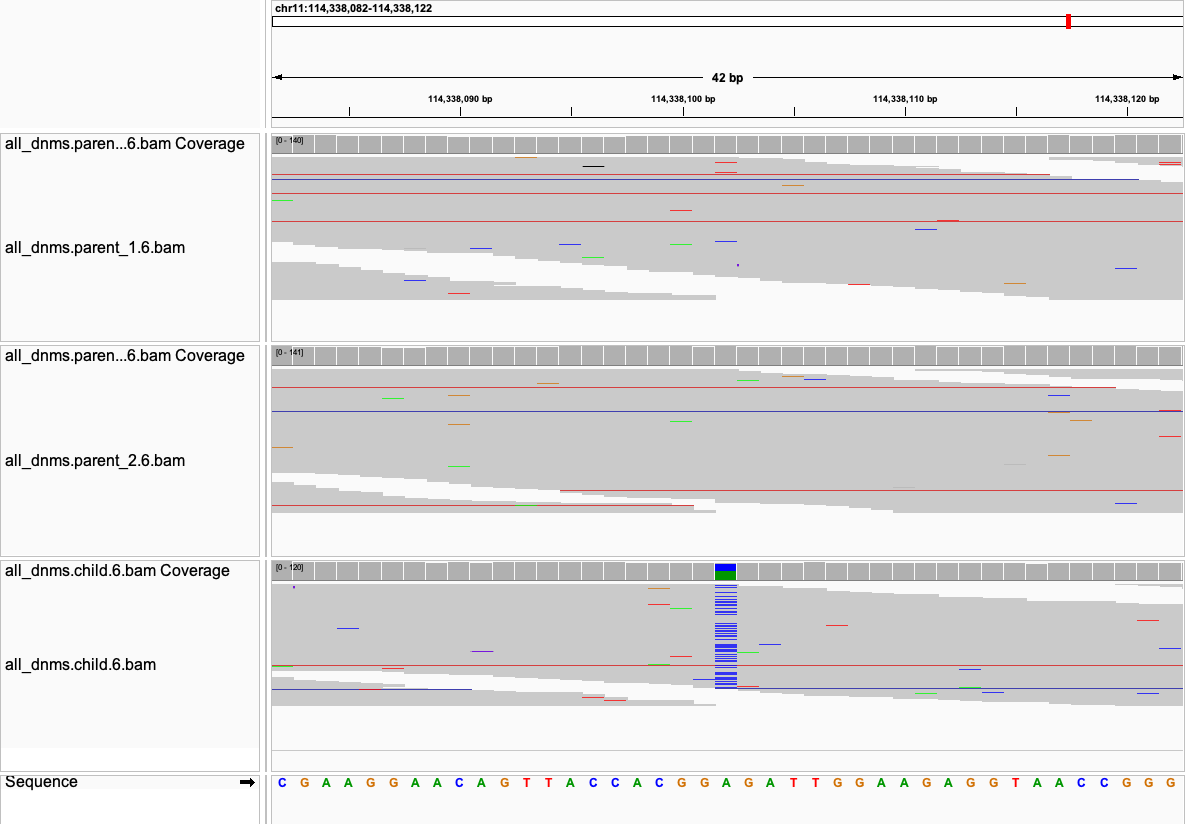 chr11:114,338,082-114,338,122
42 bp
114,338,090 bp 114,338,100 bp 114,338,110 bp 114,338,120 bp
all_dnms.paren...6.bam Coverage
[0 - 140]
all_dnms.parent_1.6.bam
all_dnms.paren...6.bam Coverage
[0 - 141]
all_dnms.parent_2.6.bam
all_dnms.child.6.bam Coverage
[0 - 120]
all_dnms.child.6.bam
Sequence C G A A G G A A C A G T T A C C A C G G A G A T T G G A A G A G G T A A C C G G G